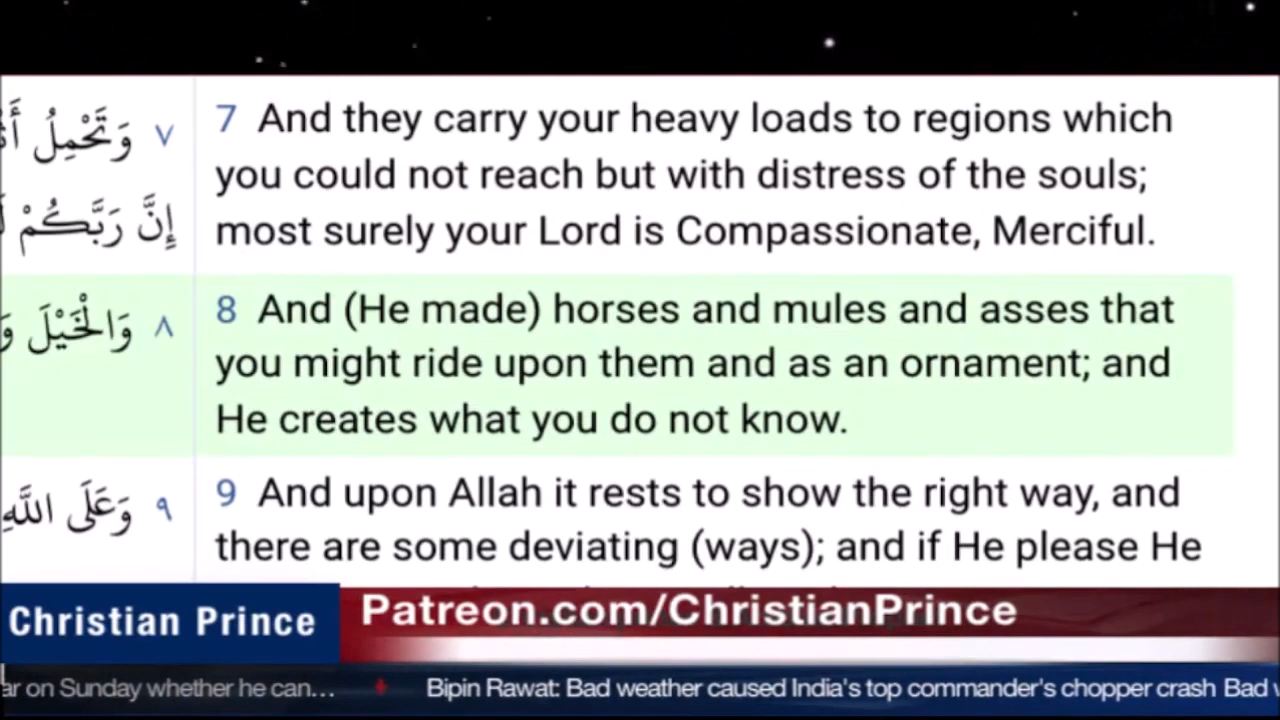 7 And they carry your heavy loads to regions which
you could not reach but with distress of the souls;
most surely your Lord is Compassionate, Merciful.
٧ وَتَحْمِلُ
إِنَّ رَبَّكُمْ
8 And (He made) horses and mules and asses that
you might ride upon them and as an ornament; and
He creates what you do not know.
٨ وَالْخَيْلَ
9 And upon Allah it rests to show the right way, and
there are some deviating (ways); and if He please He
٩ وَعَلَى اللَّهِ
Christian Prince
Patreon.com/ChristianPrince
on Sunday whether he can... Bipin Rawat: Bad weather caused India's top commander's chopper crash Bad